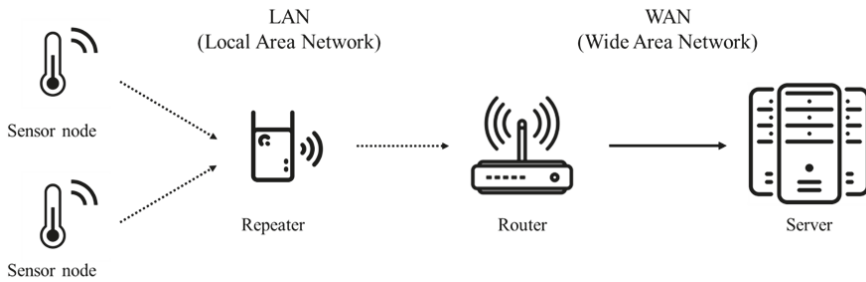 LAN
(Local Area Network)
WAN
(Wide Area Network)
Sensor node
Repeater
Router
Server
Sensor node